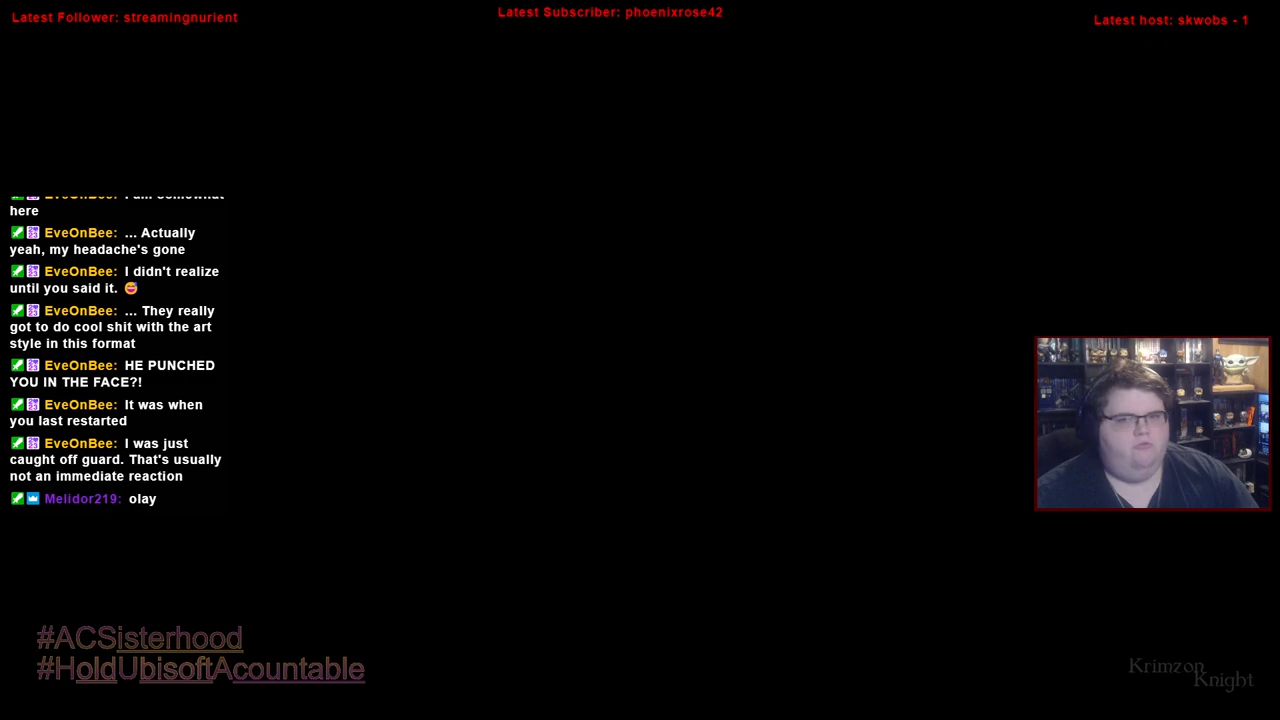 Latest Follower: streamingnurient
Latest Subscriber: phoenixrose42
Latest host: skwobs - 1
EveOnBee: I am somewhat
here
EveOnBee: ... Actually
yeah, my headache's gone
EveOnBee: I didn't realize
until you said it. 😅
EveOnBee: ... They really
got to do cool shit with the art
style in this format
EveOnBee: HE PUNCHED
YOU IN THE FACE?!
EveOnBee: It was when
you last restarted
EveOnBee: I was just
caught off guard. That's usually
not an immediate reaction
Melidor219: olay
#ACSisterhood
#HoldUbisoftAcountable
Krimzon
Knight